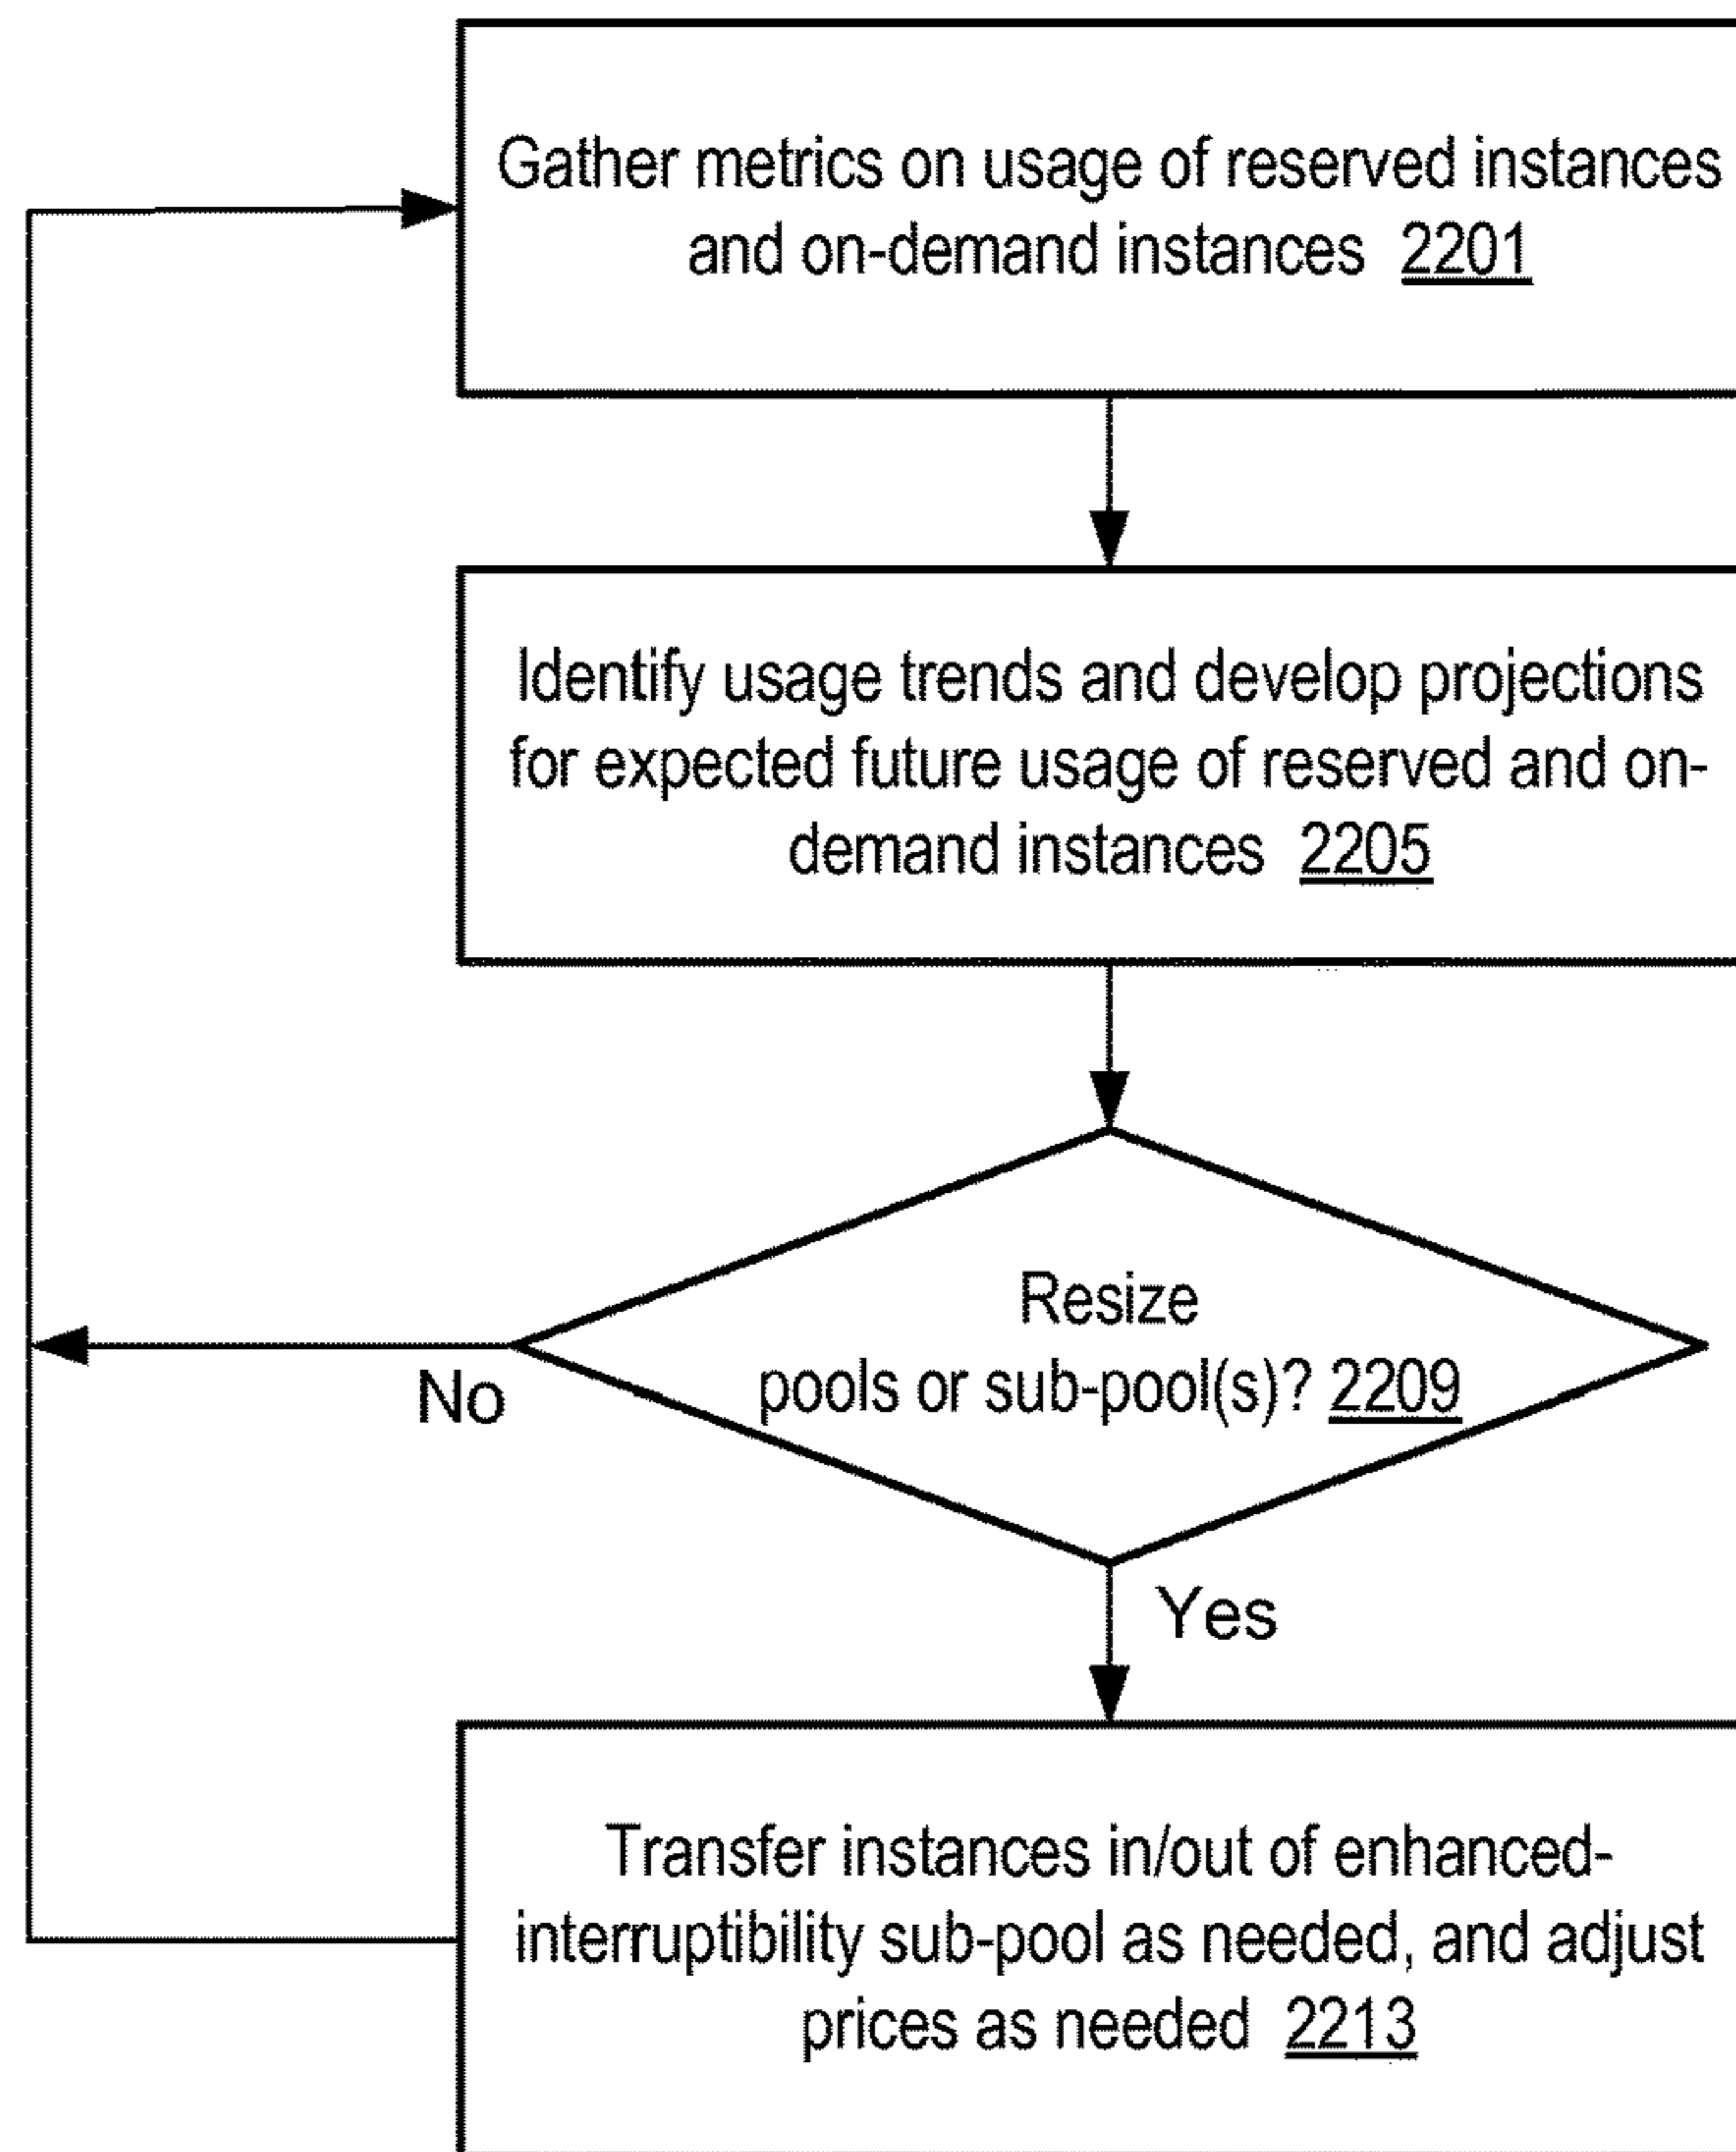 Gather metrics on usage of reserved instances
and on-demand instances 2201
Identify usage trends and develop projections
for expected future usage of reserved and on-
demand instances 2205
Resize
pools or sub-pool(s)? 2209
No
Yes
Transfer instances in/out of enhanced-
interruptibility sub-pool as needed, and adjust
prices as needed 2213